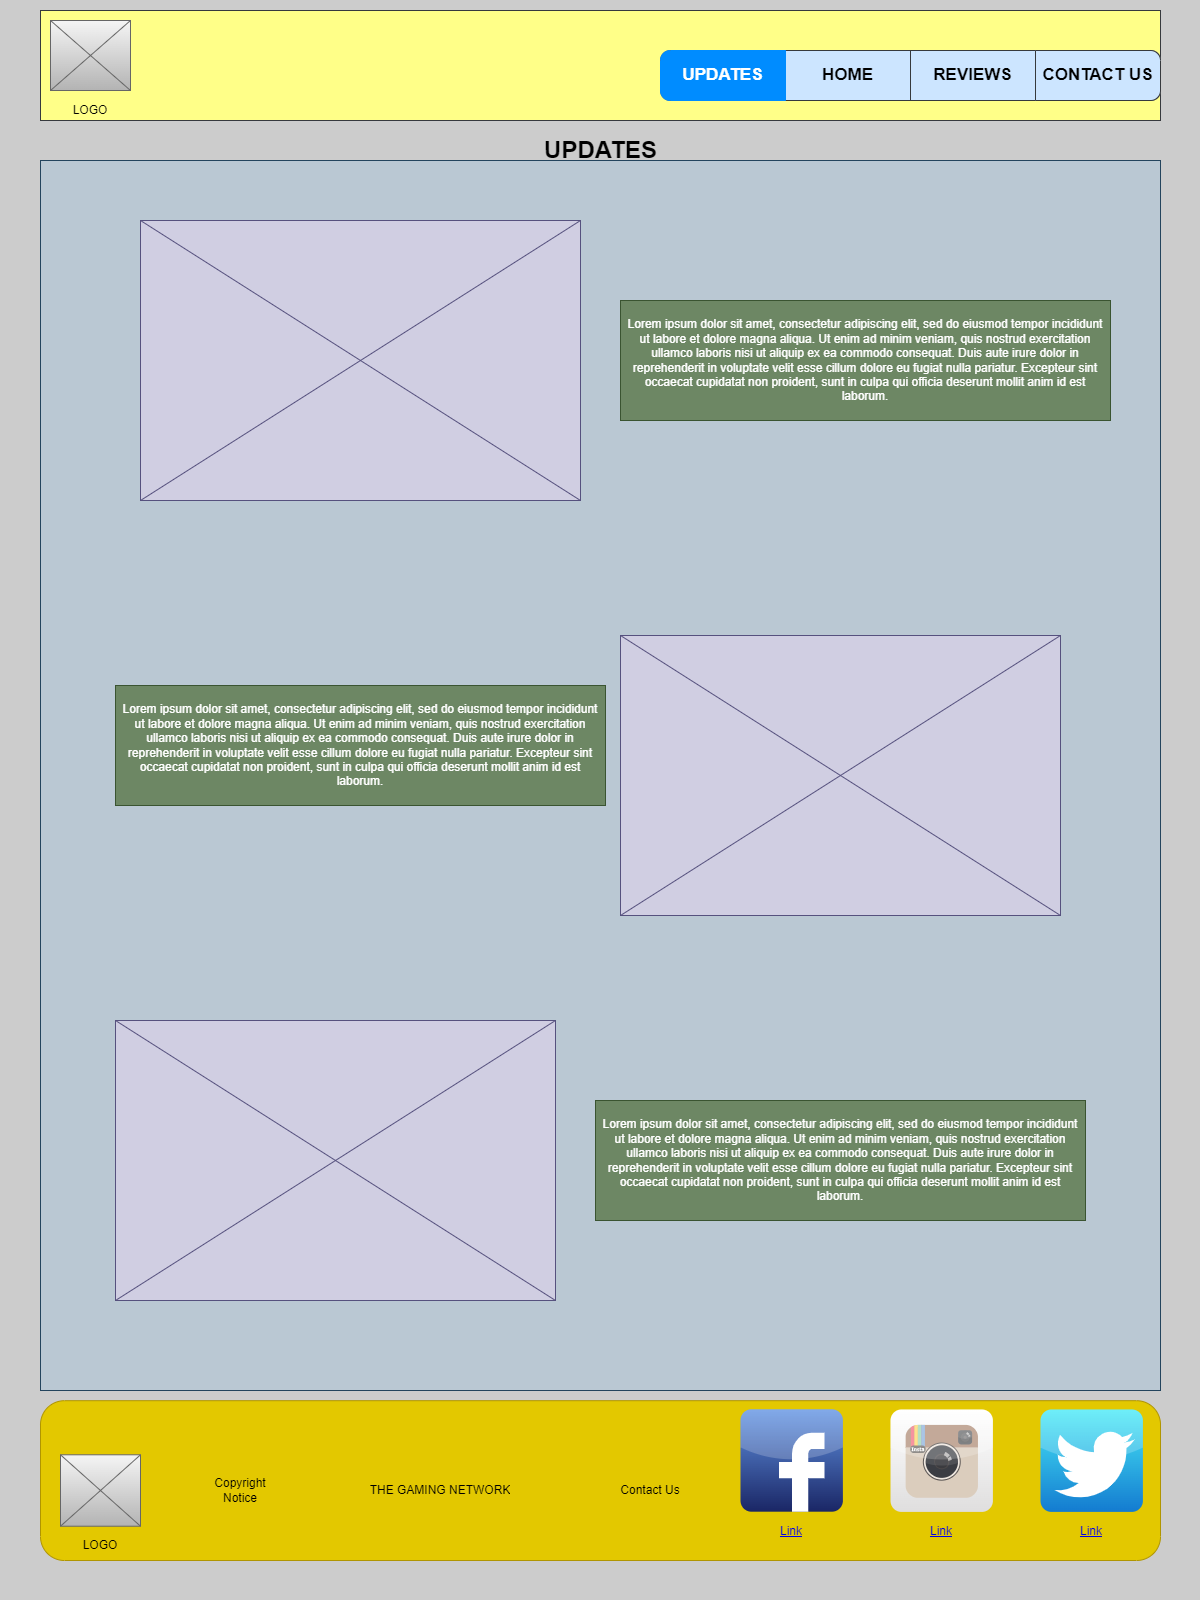 LOGO
UPDATES
HOME
REVIEWS
CONTACT US
UPDATES
Lorem ipsum dolor sit amet, consectetur adipiscing elit, sed do eiusmod tempor incididunt
ut labore et dolore magna aliqua. Ut enim ad minim veniam, quis nostrud exercitation
ullamco laboris nisi ut aliquip ex ea commodo consequat. Duis aute irure dolor in
reprehenderit in voluptate velit esse cillum dolore eu fugiat nulla pariatur. Excepteur sint
occaecat cupidatat non proident, sunt in culpa qui officia deserunt mollit anim id est
laborum.
Lorem ipsum dolor sit amet, consectetur adipiscing elit, sed do eiusmod tempor incididunt
ut labore et dolore magna aliqua. Ut enim ad minim veniam, quis nostrud exercitation
ullamco laboris nisi ut aliquip ex ea commodo consequat. Duis aute irure dolor in
reprehenderit in voluptate velit esse cillum dolore eu fugiat nulla pariatur. Excepteur sint
occaecat cupidatat non proident, sunt in culpa qui officia deserunt mollit anim id est
laborum.
Lorem ipsum dolor sit amet, consectetur adipiscing elit, sed do eiusmod tempor incididunt
ut labore et dolore magna aliqua. Ut enim ad minim veniam, quis nostrud exercitation
ullamco laboris nisi ut aliquip ex ea commodo consequat. Duis aute irure dolor in
reprehenderit in voluptate velit esse cillum dolore eu fugiat nulla pariatur. Excepteur sint
occaecat cupidatat non proident, sunt in culpa qui officia deserunt mollit anim id est
laborum.
LOGO
Copyright
Notice
THE GAMING NETWORK
Contact Us
f
Link
Insta
Link
Link